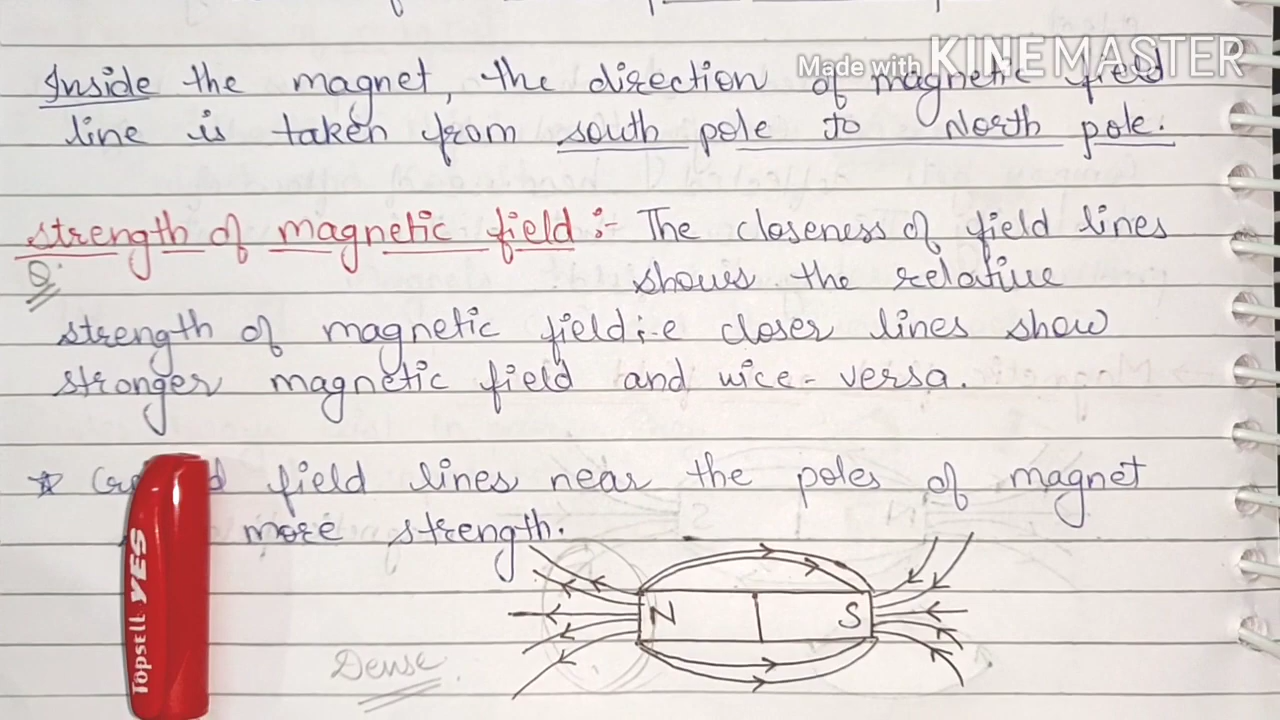 Made with KINEMASTER
Inside the magnet, the direction of magnetic field
line is taken from south pole to North pole.
strength of magnetic field :- The closeness of field lines
Q.
shows the relative
strength of magnetic field i.e closer lines show
stronger magnetic field and vice-versa.
field lines near the poles of magnet
more strength.
N S
Dense
Topsell YES